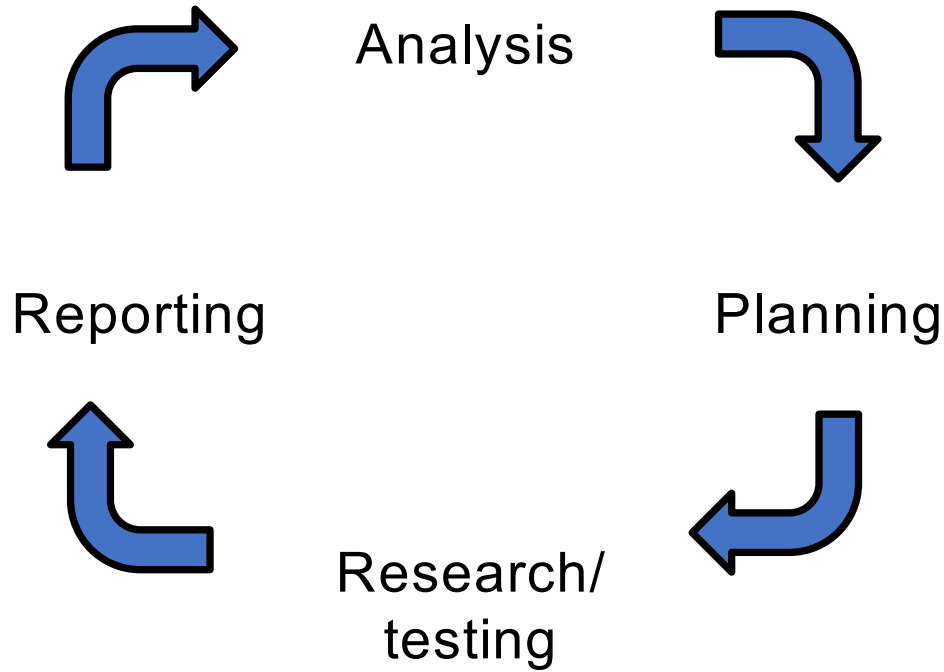 Analysis
Reporting
Planning
Research/
testing